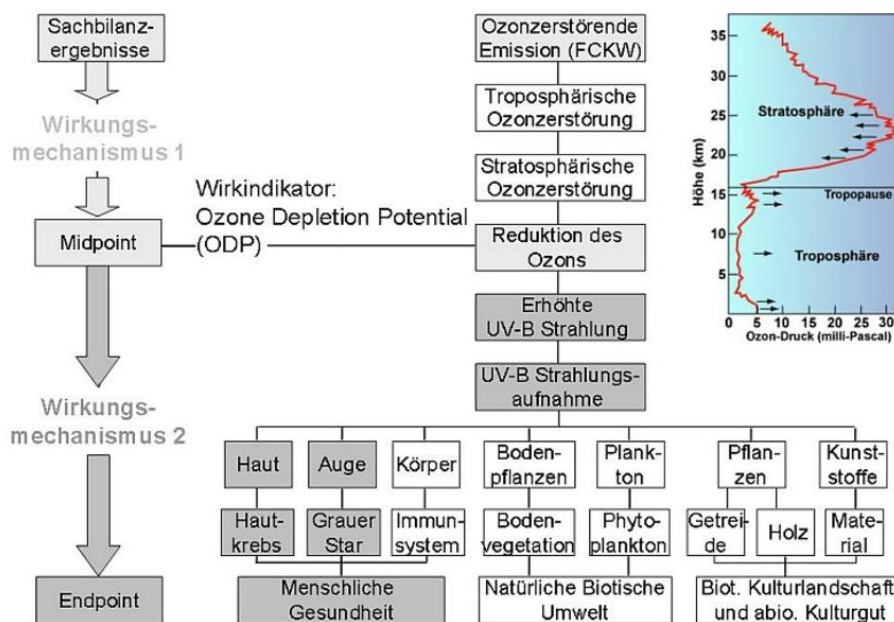 Sachbilanz-
ergebnisse
Wirkungs-
mechanismus 1
Midpoint
Wirkungs-
mechanismus 2
Endpoint
Wirkindikator:
Ozone Depletion Potential
(ODP)
Ozonzerstörende
Emission (FCKW)
Troposphärische
Ozonzerstörung
Stratosphärische
Ozonzerstörung
Reduktion des
Ozons
Erhöhte
UV-B Strahlung
UV-B Strahlungs-
aufnahme
Haut
Auge
Körper
Boden-
pflanzen
Plank-
ton
Pflan-
zen
Kunst-
stoffe
Haut-
krebs
Grauer
Star
Immun-
system
Boden-
vegetation
Phyto-
plankton
Getrei-
de
Holz
Mate-
rial
Menschliche
Gesundheit
Natürliche Biotische
Umwelt
Biot. Kulturlandschaft
und abio. Kulturgut
Höhe (km)
35
30
25
20
15
10
5
Stratosphäre
Tropopause
Troposphäre
0 5 10 15 20 25 30
Ozon-Druck (milli-Pascal)